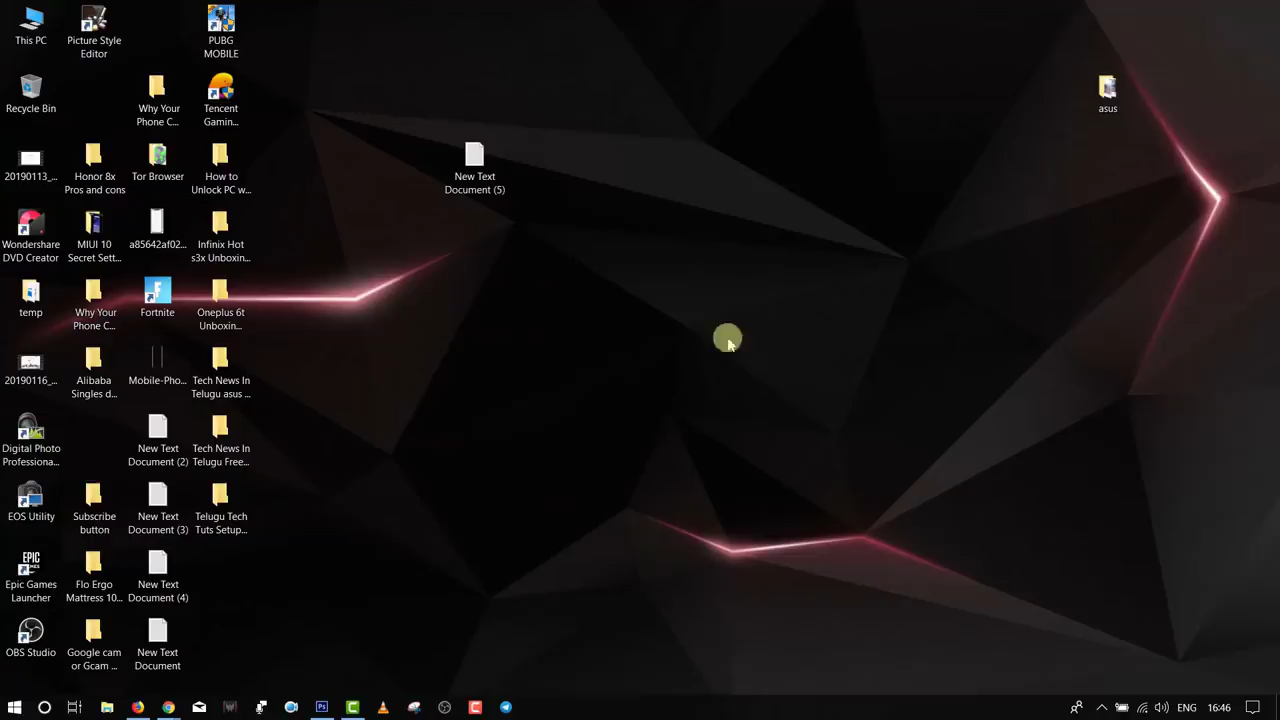 This PC
Picture Style
Editor
PUBG
MOBILE
Recycle Bin
Why Your
Phone C...
Tencent
Gamin...
asus
20190113_...
Honor 8x
Pros and cons
Tor Browser
How to
Unlock PC w...
New Text
Document (5)
Wondershare
DVD Creator
MIUI 10
Secret Sett...
a85642af02...
Infinix Hot
s3x Unboxin...
temp
Why Your
Phone C...
Fortnite
Oneplus 6t
Unboxin...
20190116_...
Alibaba
Singles d...
Mobile-Pho...
Tech News In
Telugu asus ...
Digital Photo
Professiona...
New Text
Document (2)
Tech News In
Telugu Free...
EOS Utility
Subscribe
button
New Text
Document (3)
Telugu Tech
Tuts Setup...
EPIC
GAMES
Epic Games
Launcher
Flo Ergo
Mattress 10...
New Text
Document (4)
OBS Studio
Google cam
or Gcam ...
New Text
Document
ENG
16:46